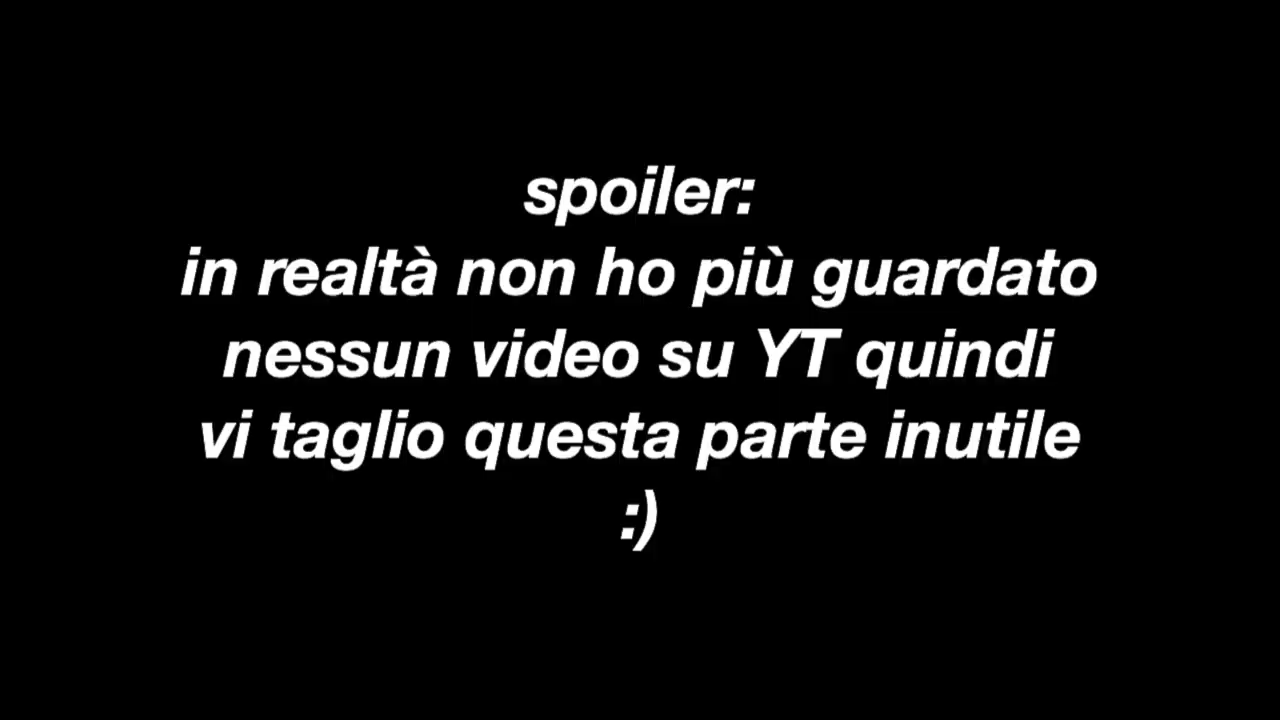 spoiler:
in realtà non ho più guardato
nessun video su YT quindi
vi taglio questa parte inutile
:)